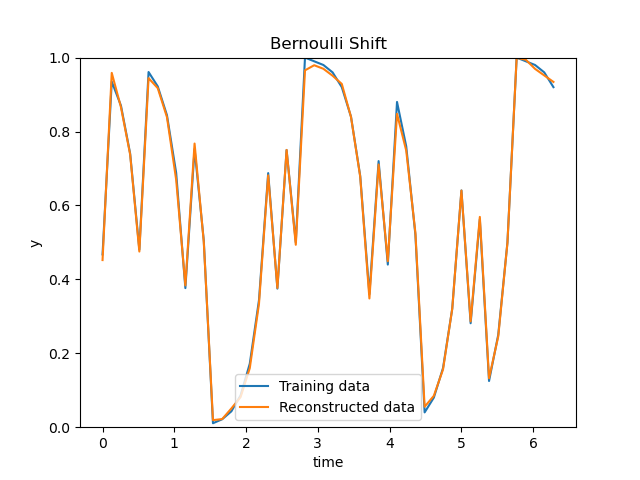 Bernoulli Shift
y
1.0
0.8
0.6
0.4
0.2
0.0
Training data
Reconstructed data
0 1 2 3 4 5 6
time